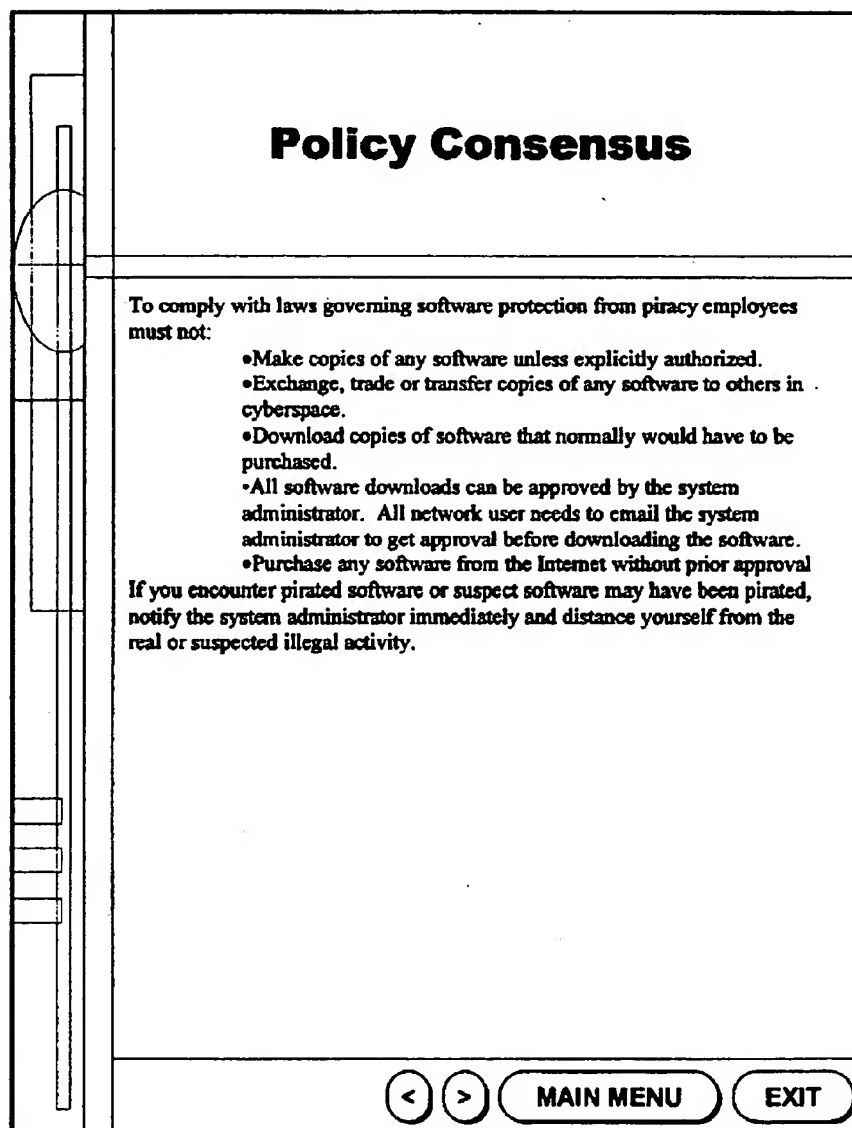 Policy Consensus
To comply with laws governing software protection from piracy employees
must not:
•Make copies of any software unless explicitly authorized.
•Exchange, trade or transfer copies of any software to others in
cyberspace.
•Download copies of software that normally would have to be
purchased.
•All software downloads can be approved by the system
administrator. All network user needs to email the system
administrator to get approval before downloading the software.
•Purchase any software from the Internet without prior approval
If you encounter pirated software or suspect software may have been pirated,
notify the system administrator immediately and distance yourself from the
real or suspected illegal activity.
< > MAIN MENU EXIT